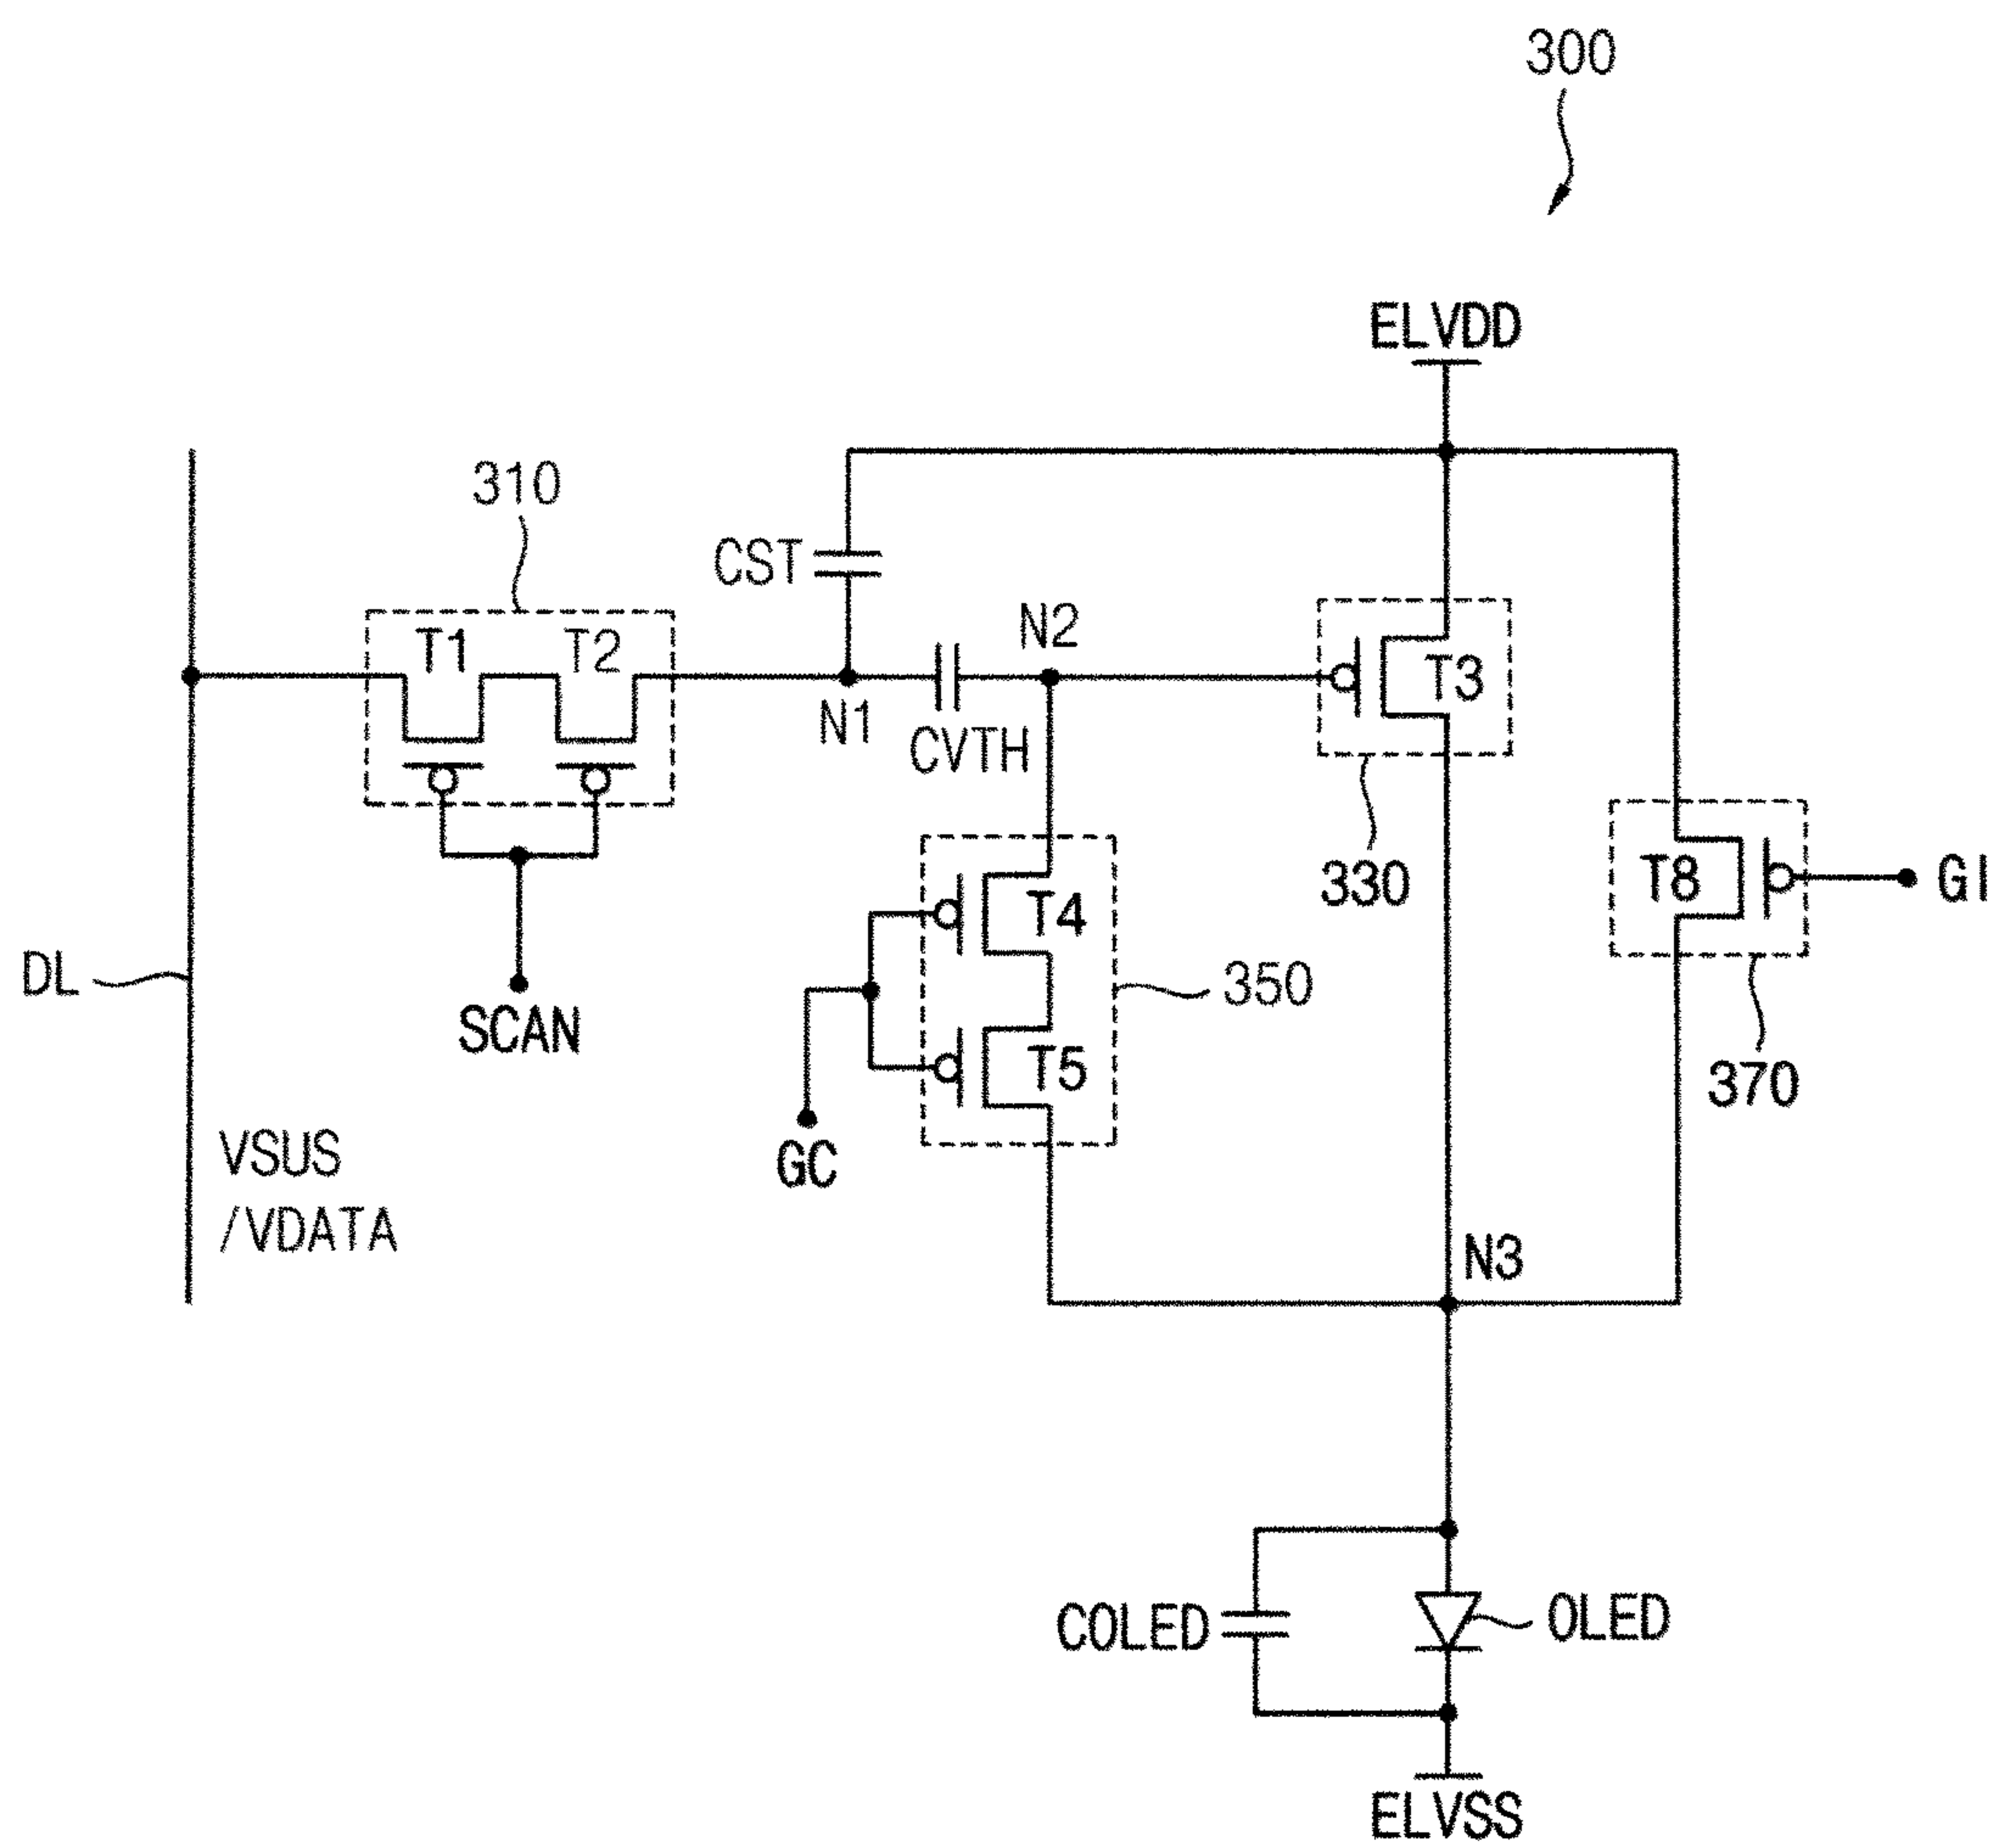 300
ELVDD
310
CST
N2
T1
T2
T3
N1
CVTH
330
T8
GI
T4
DL
350
SCAN
T5
370
GC
VSUS
/VDATA
N3
COLED
OLED
ELVSS